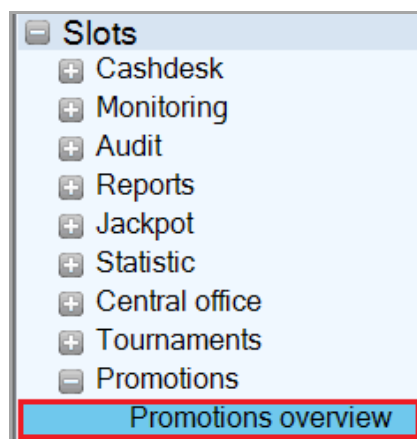 Slots
Cashdesk
Monitoring
Audit
Reports
Jackpot
Statistic
Central office
Tournaments
Promotions
Promotions overview